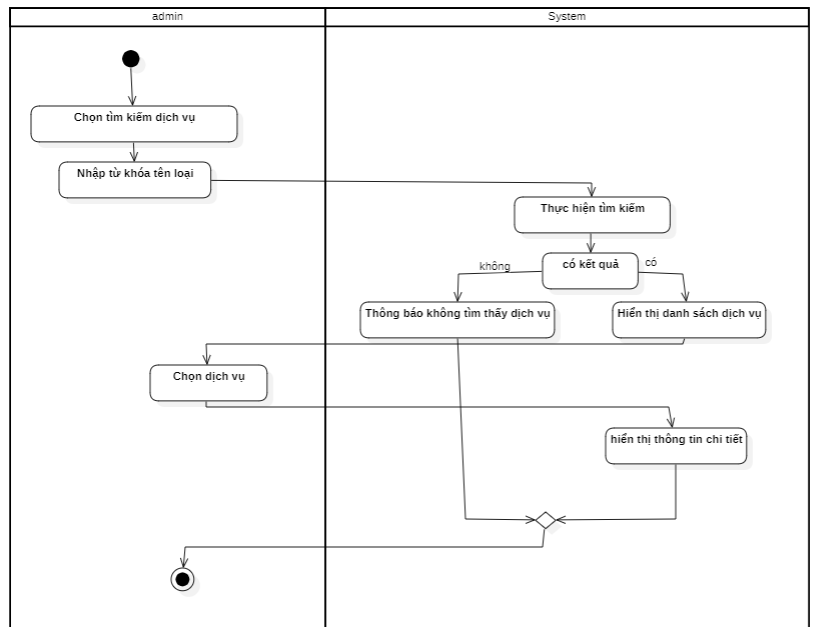 admin
System
Chọn tìm kiếm dịch vụ
Nhập từ khóa tên loại
Thực hiện tìm kiếm
có kết quả
không
có
Thông báo không tìm thấy dịch vụ
Hiển thị danh sách dịch vụ
Chọn dịch vụ
hiển thị thông tin chi tiết